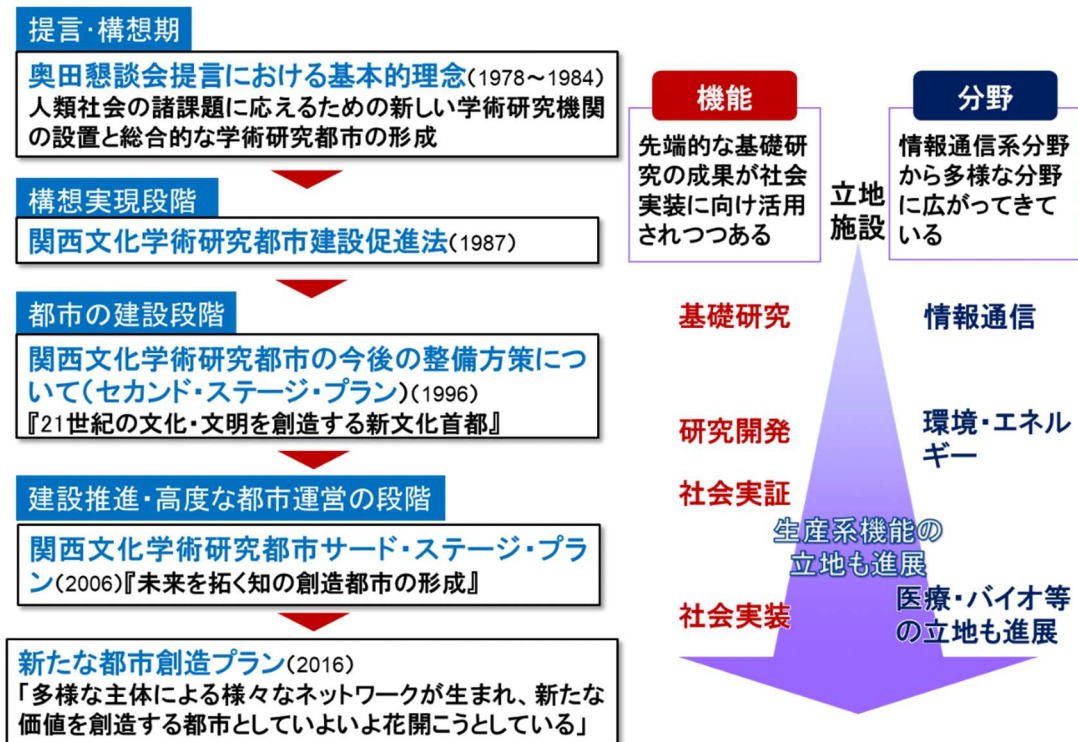 提言・構想期
奥田懇談会提言における基本的理念(1978～1984)
人類社会の諸課題に応えるための新しい学術研究機関
の設置と総合的な学術研究都市の形成
構想実現段階
関西文化学術研究都市建設促進法(1987)
都市の建設段階
関西文化学術研究都市の今後の整備方策につ
いて(セカンド・ステージ・プラン)(1996)
『21世紀の文化・文明を創造する新文化首都』
建設推進・高度な都市運営の段階
関西文化学術研究都市サード・ステージ・プラ
ン(2006)『未来を拓く知の創造都市の形成』
新たな都市創造プラン(2016)
「多様な主体による様々なネットワークが生まれ、新たな
価値を創造する都市としていよいよ花開こうとしている」
機能
先端的な基礎研
究の成果が社会
実装に向け活用
されつつある
立地
施設
分野
情報通信系分野
から多様な分野
に広がってきて
いる
基礎研究
情報通信
研究開発
環境・エネル
ギー
社会実証
生産系機能の
立地も進展
社会実装
医療・バイオ等
の立地も進展